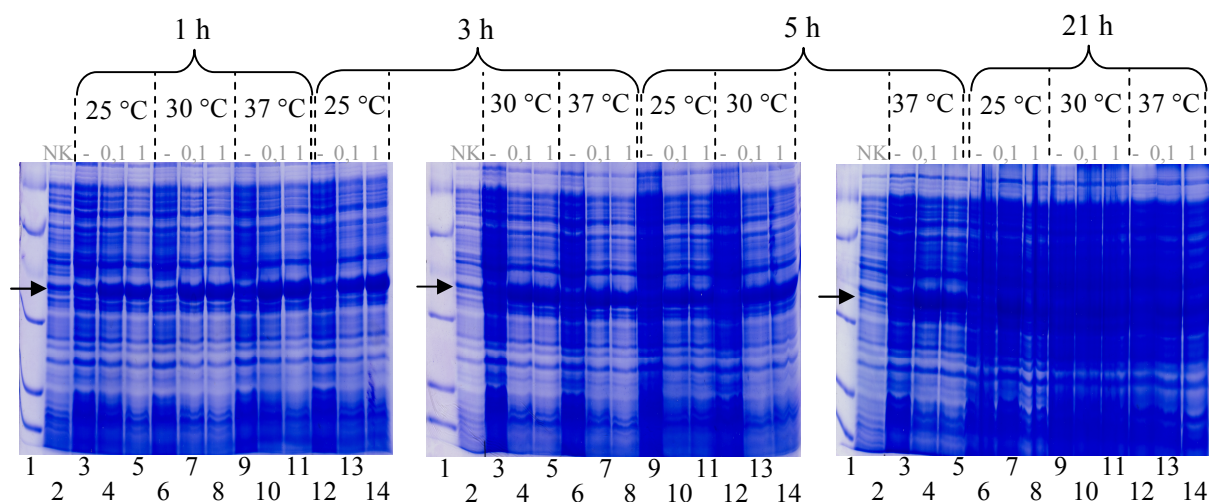 1 h 3 h 5 h 21 h
25 °C 30 °C 37 °C 25 °C 30 °C 37 °C 25 °C 30 °C 37 °C 25 °C 30 °C 37 °C
NK - 0,1 1 - 0,1 1 - 0,1 1 - 0,1 1 NK - 0,1 1 - 0,1 1 - 0,1 1 - 0,1 1 NK - 0,1 1 - 0,1 1 - 0,1 1 - 0,1 1
1 3 5 7 9 11 13 1 3 5 7 9 11 13 1 3 5 7 9 11 13
2 4 6 8 10 12 14 2 4 6 8 10 12 14 2 4 6 8 10 12 14